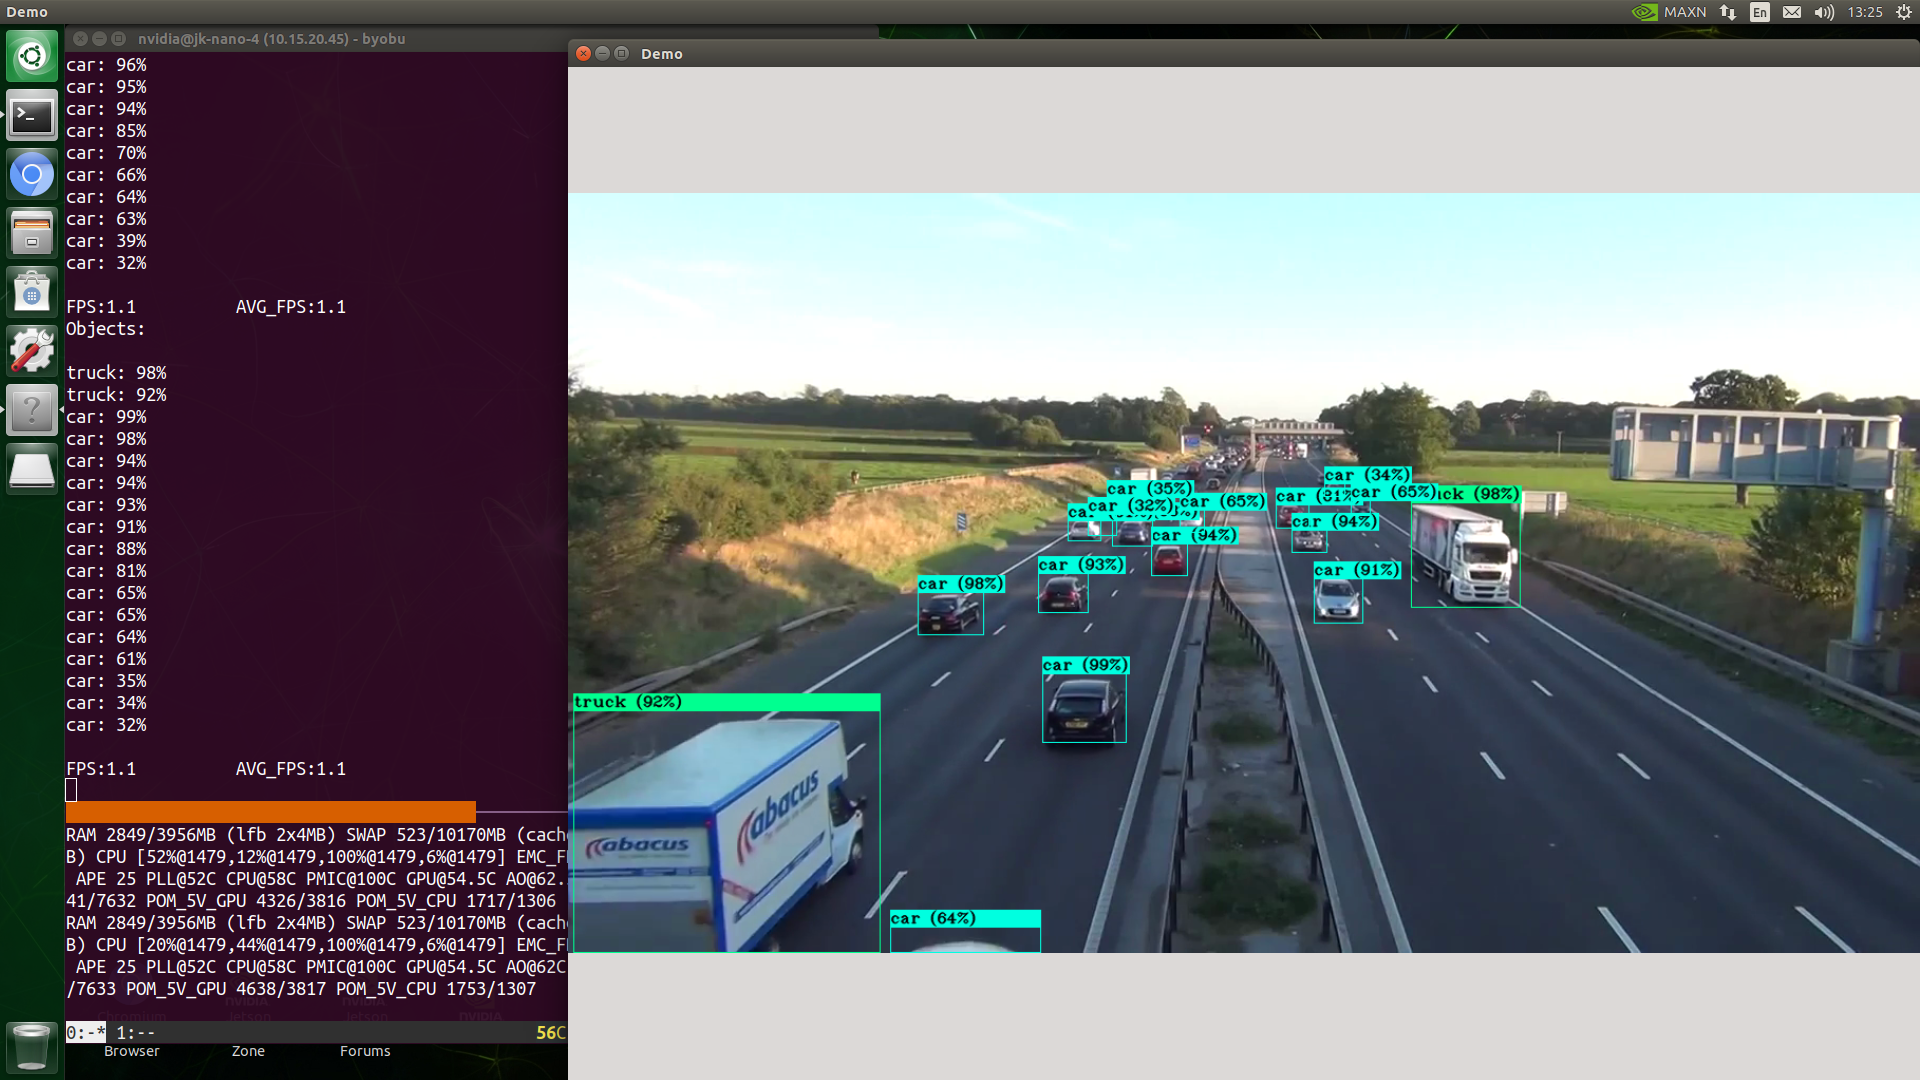 Demo
MAXN
En
13:25
nvidia@jk-nano-4 (10.15.20.45) - byobu
car: 96%
car: 95%
car: 94%
car: 85%
car: 70%
car: 66%
car: 64%
car: 63%
car: 39%
car: 32%
FPS:1.1 AVG_FPS:1.1
Objects:
truck: 98%
truck: 92%
car: 99%
car: 98%
car: 94%
car: 94%
car: 93%
car: 91%
car: 88%
car: 81%
car: 65%
car: 65%
car: 64%
car: 61%
car: 35%
car: 34%
car: 32%
FPS:1.1 AVG_FPS:1.1
RAM 2849/3956MB (lfb 2x4MB) SWAP 523/10170MB (cach
B) CPU [52%@1479,12%@1479,100%@1479,6%@1479] EMC_F
APE 25 PLL@52C CPU@58C PMIC@100C GPU@54.5C AO@62.
41/7632 POM_5V_GPU 4326/3816 POM_5V_CPU 1717/1306
RAM 2849/3956MB (lfb 2x4MB) SWAP 523/10170MB (cach
B) CPU [20%@1479,44%@1479,100%@1479,6%@1479] EMC_F
APE 25 PLL@52C CPU@58C PMIC@100C GPU@54.5C AO@62C
/7633 POM_5V_GPU 4638/3817 POM_5V_CPU 1753/1307
0:-* 1:-- 56C
Browser Zone Forums
Demo
car (34%)
car (35%)
car (65%)
uck (98%)
car (32%)
car (65%)
car (81%)
car (94%)
car (94%)
car (93%)
car (91%)
car (98%)
car (99%)
truck (92%)
abacus
abacus
car (64%)